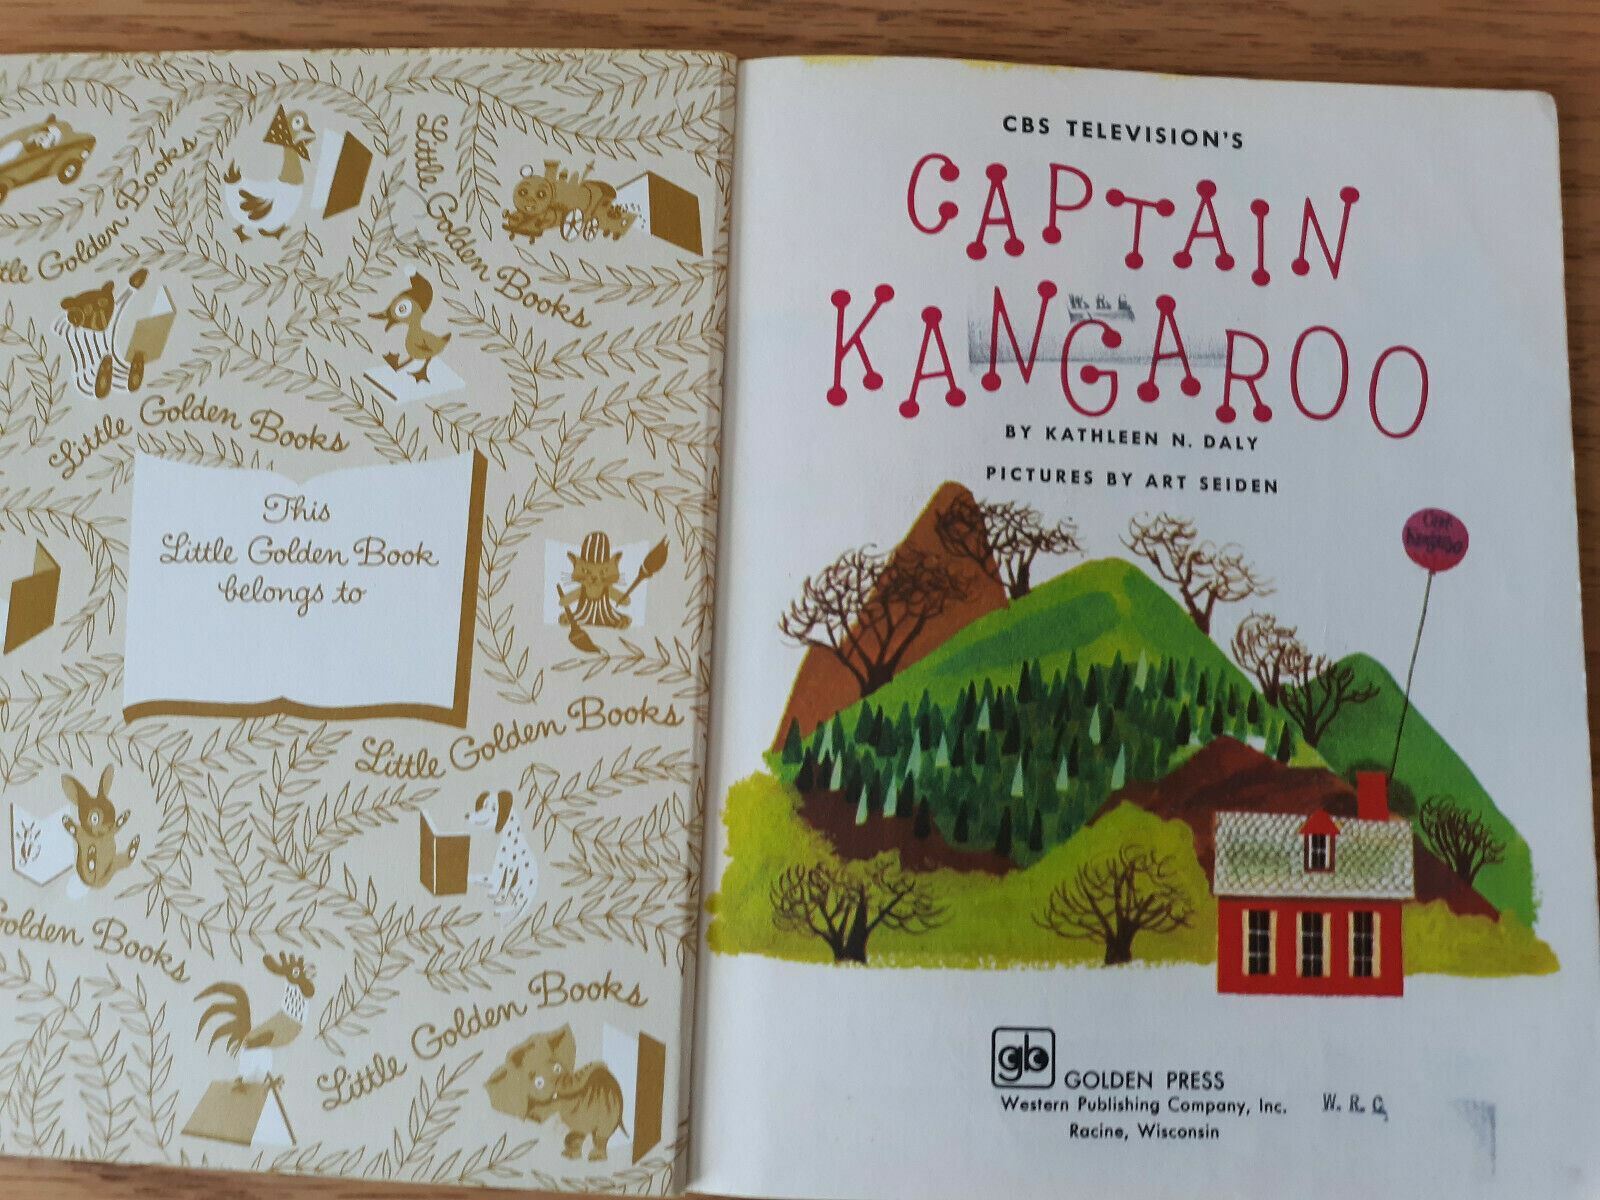 Little Golden Books
Little Golden Books
Little Golden Books
This
Little Golden Book
belongs to
Little Golden Books
Golden Books
Little Golden Books
CBS TELEVISION'S
CAPTAIN
KANGAROO
BY KATHLEEN N. DALY
PICTURES BY ART SEIDEN
Kangaroo
gb
GOLDEN PRESS
Western Publishing Company, Inc.
W. R. C.
Racine, Wisconsin